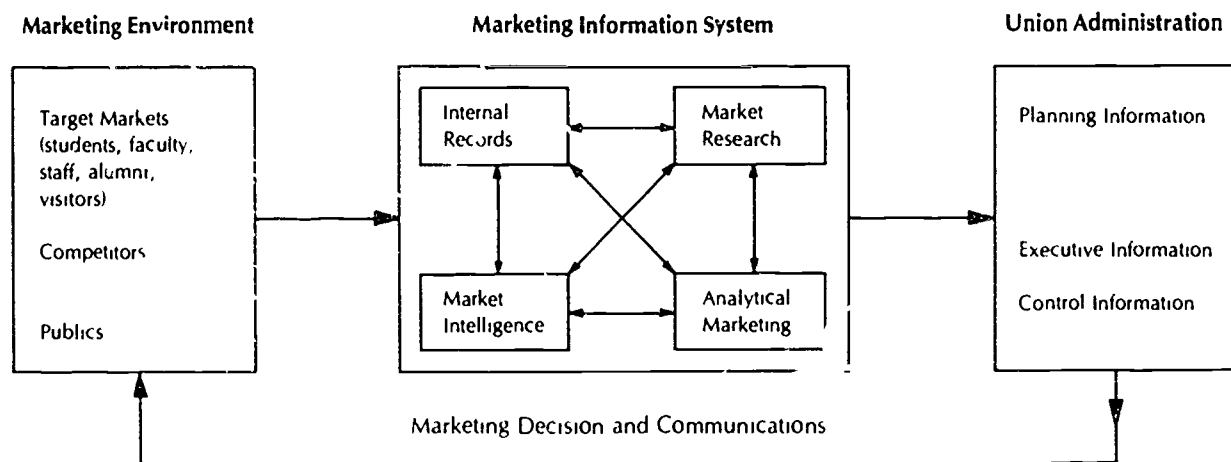 Marketing Environment
Marketing Information System
Union Administration
Target Markets
(students, faculty,
staff, alumni,
visitors)
Competitors
Publics
Internal
Records
Market
Research
Market
Intelligence
Analytical
Marketing
Planning Information
Executive Information
Control Information
Marketing Decision and Communications